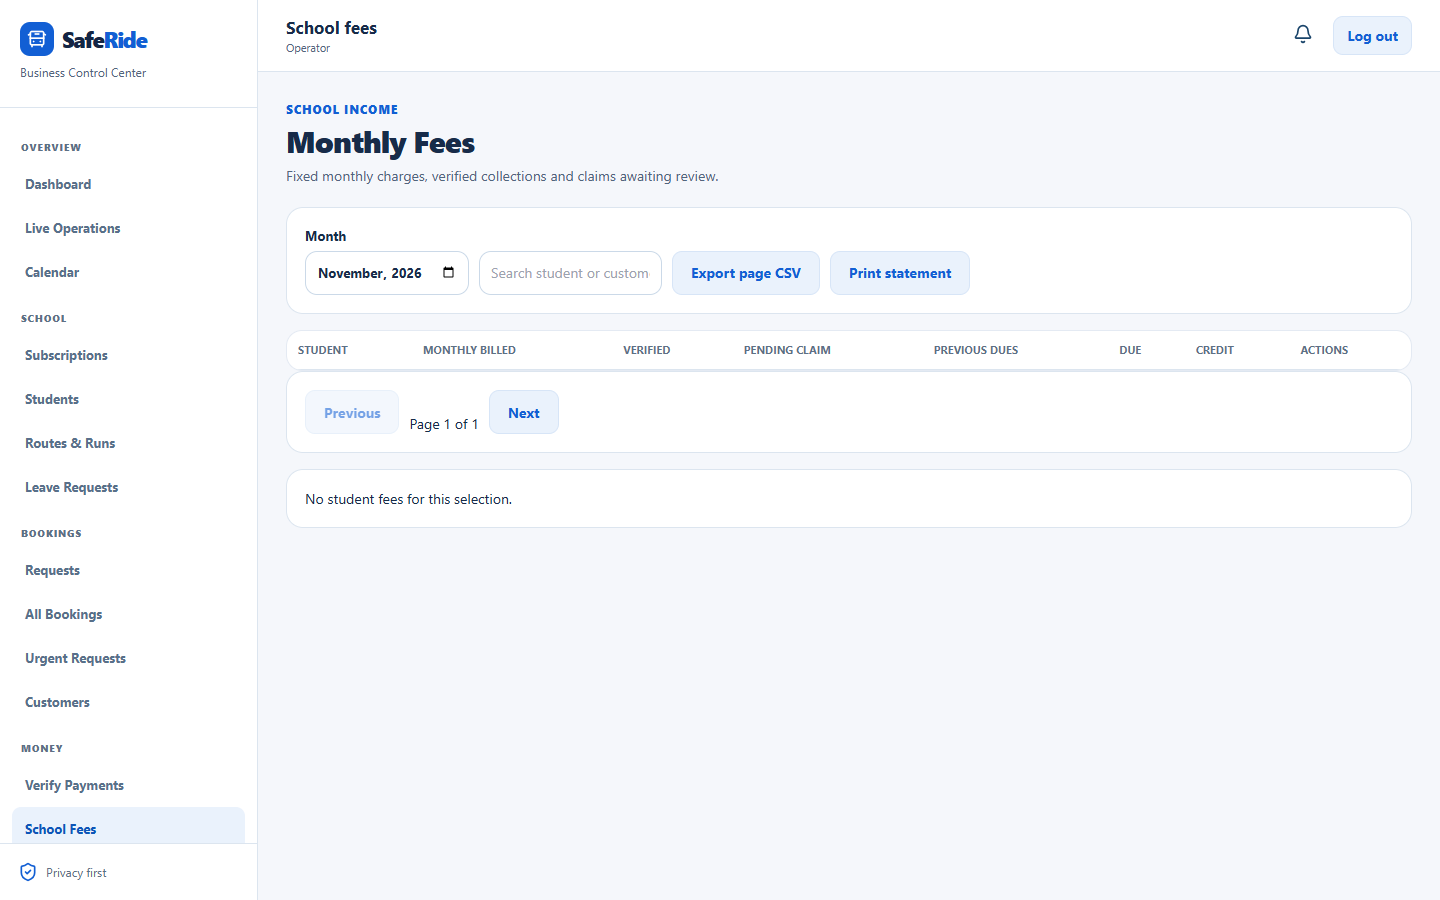 SafeRide
Business Control Center
OVERVIEW
Dashboard
Live Operations
Calendar
SCHOOL
Subscriptions
Students
Routes & Runs
Leave Requests
BOOKINGS
Requests
All Bookings
Urgent Requests
Customers
MONEY
Verify Payments
School Fees
Privacy first
School fees
Operator
Log out
SCHOOL INCOME
Monthly Fees
Fixed monthly charges, verified collections and claims awaiting review.
Month
November, 2026
Search student or custom
Export page CSV
Print statement
STUDENT MONTHLY BILLED VERIFIED PENDING CLAIM PREVIOUS DUES DUE CREDIT ACTIONS
Previous
Page 1 of 1
Next
No student fees for this selection.